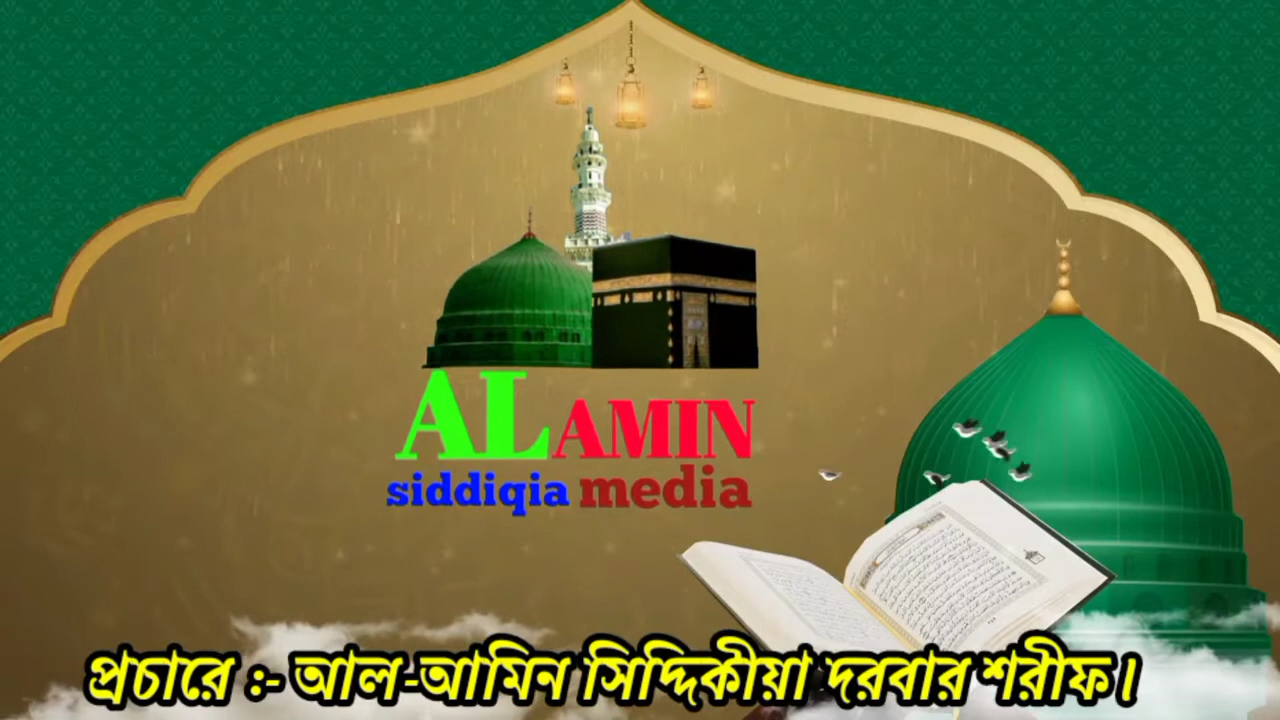 ALAMIN
siddiqia media
প্রচারে :- আল-আমিন সিদ্দিকীয়া দরবার শরীফ।